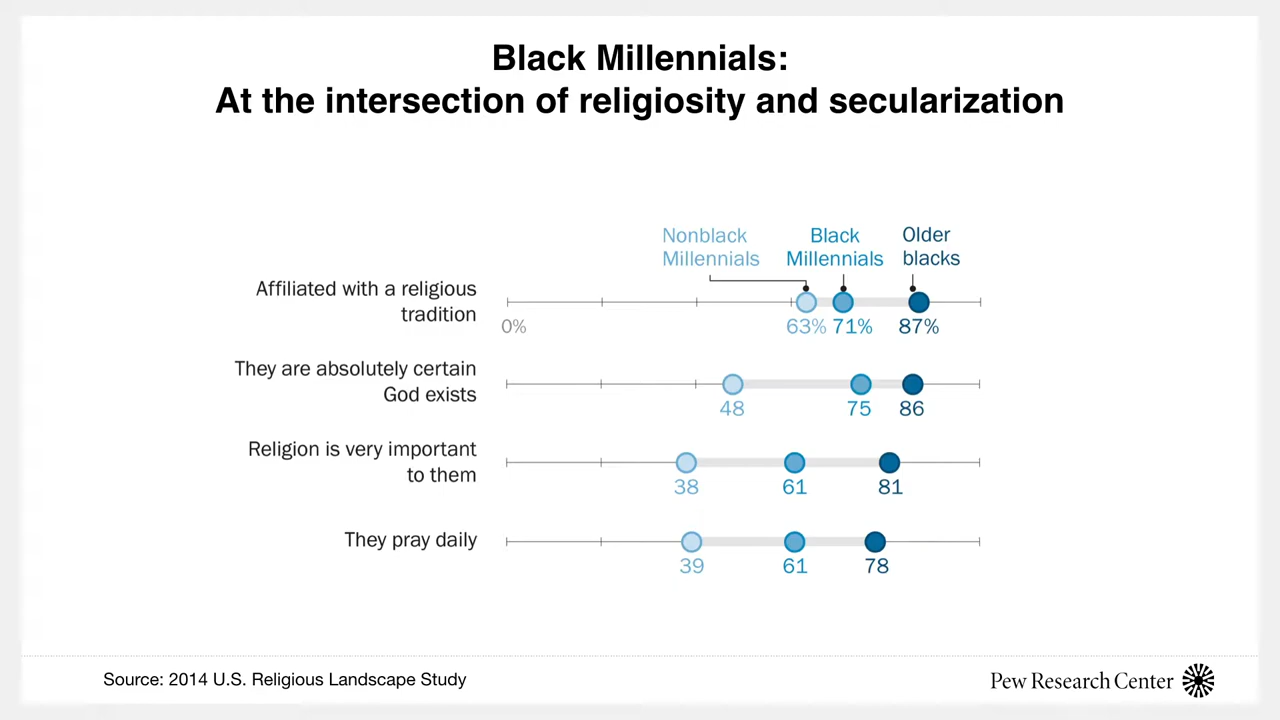 Black Millennials:
At the intersection of religiosity and secularization
Nonblack
Millennials
Black
Millennials
Older
blacks
Affiliated with a religious
tradition
0%
63%
71%
87%
They are absolutely certain
God exists
48
75
86
Religion is very important
to them
38
61
81
They pray daily
39
61
78
Source: 2014 U.S. Religious Landscape Study
Pew Research Center